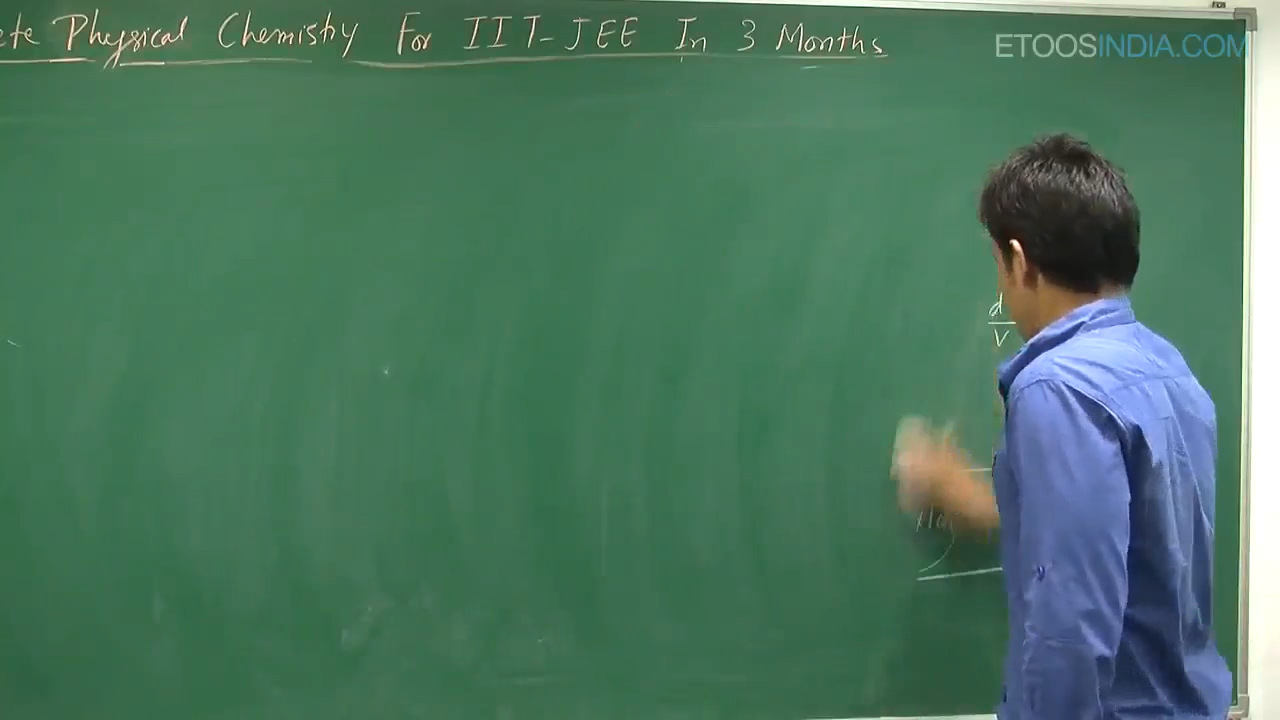 ete Physical Chemistry For IIT-JEE In 3 Months
ETOOSINDIA.COM
d
V